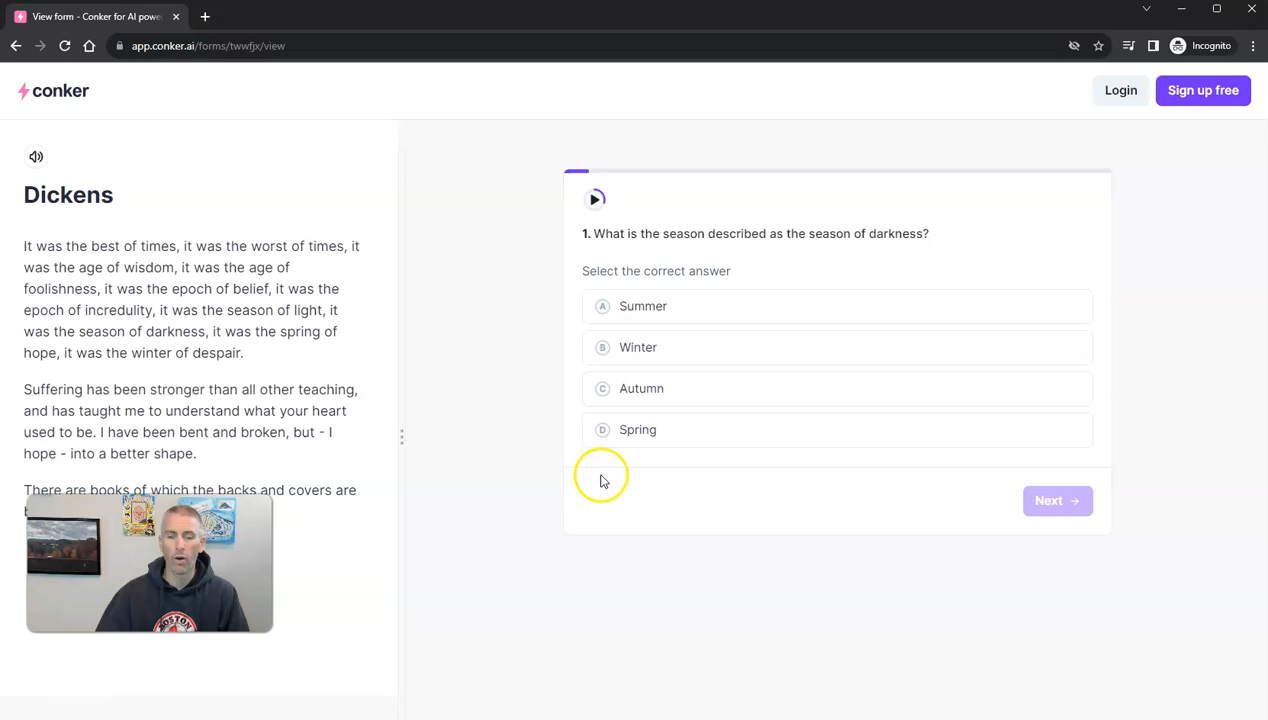 View form - Conker for AI powe
app.conker.ai/forms/twwfjx/view
Incognito
conker
Login
Sign up free
Dickens
It was the best of times, it was the worst of times, it
was the age of wisdom, it was the age of
foolishness, it was the epoch of belief, it was the
epoch of incredulity, it was the season of light, it
was the season of darkness, it was the spring of
hope, it was the winter of despair.
Suffering has been stronger than all other teaching,
and has taught me to understand what your heart
used to be. I have been bent and broken, but - I
hope - into a better shape.
There are books of which the backs and covers are
BOSTON
1. What is the season described as the season of darkness?
Select the correct answer
A Summer
B Winter
C Autumn
D Spring
Next →